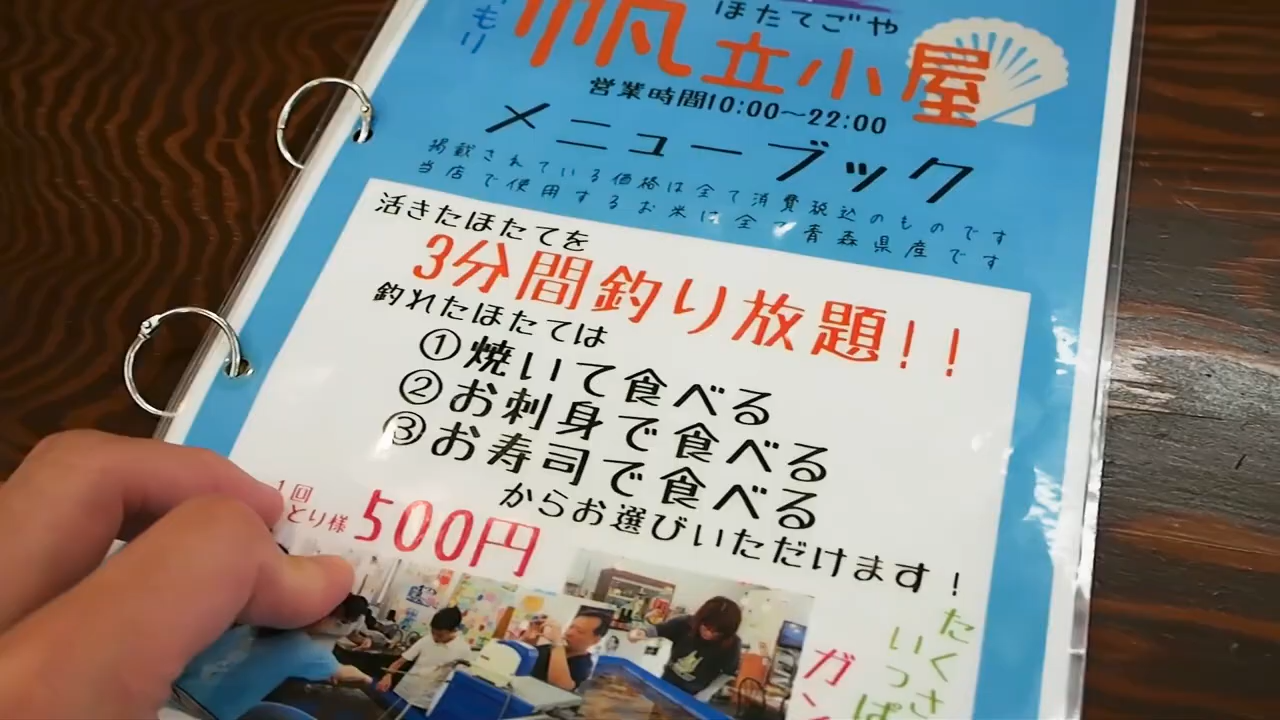 もり
ほたてごや
帆立小屋
営業時間10:00～22:00
メニューブック
掲載されている価格は全て消費税込のものです
当店で使用するお米は全て青森県産です
活きたほたてを
3分間釣り放題!!
釣れたほたては
①焼いて食べる
②お刺身で食べる
③お寿司で食べる
からお選びいただけます!
1回
とり様 500円
たくさ
いっぱ
ガン